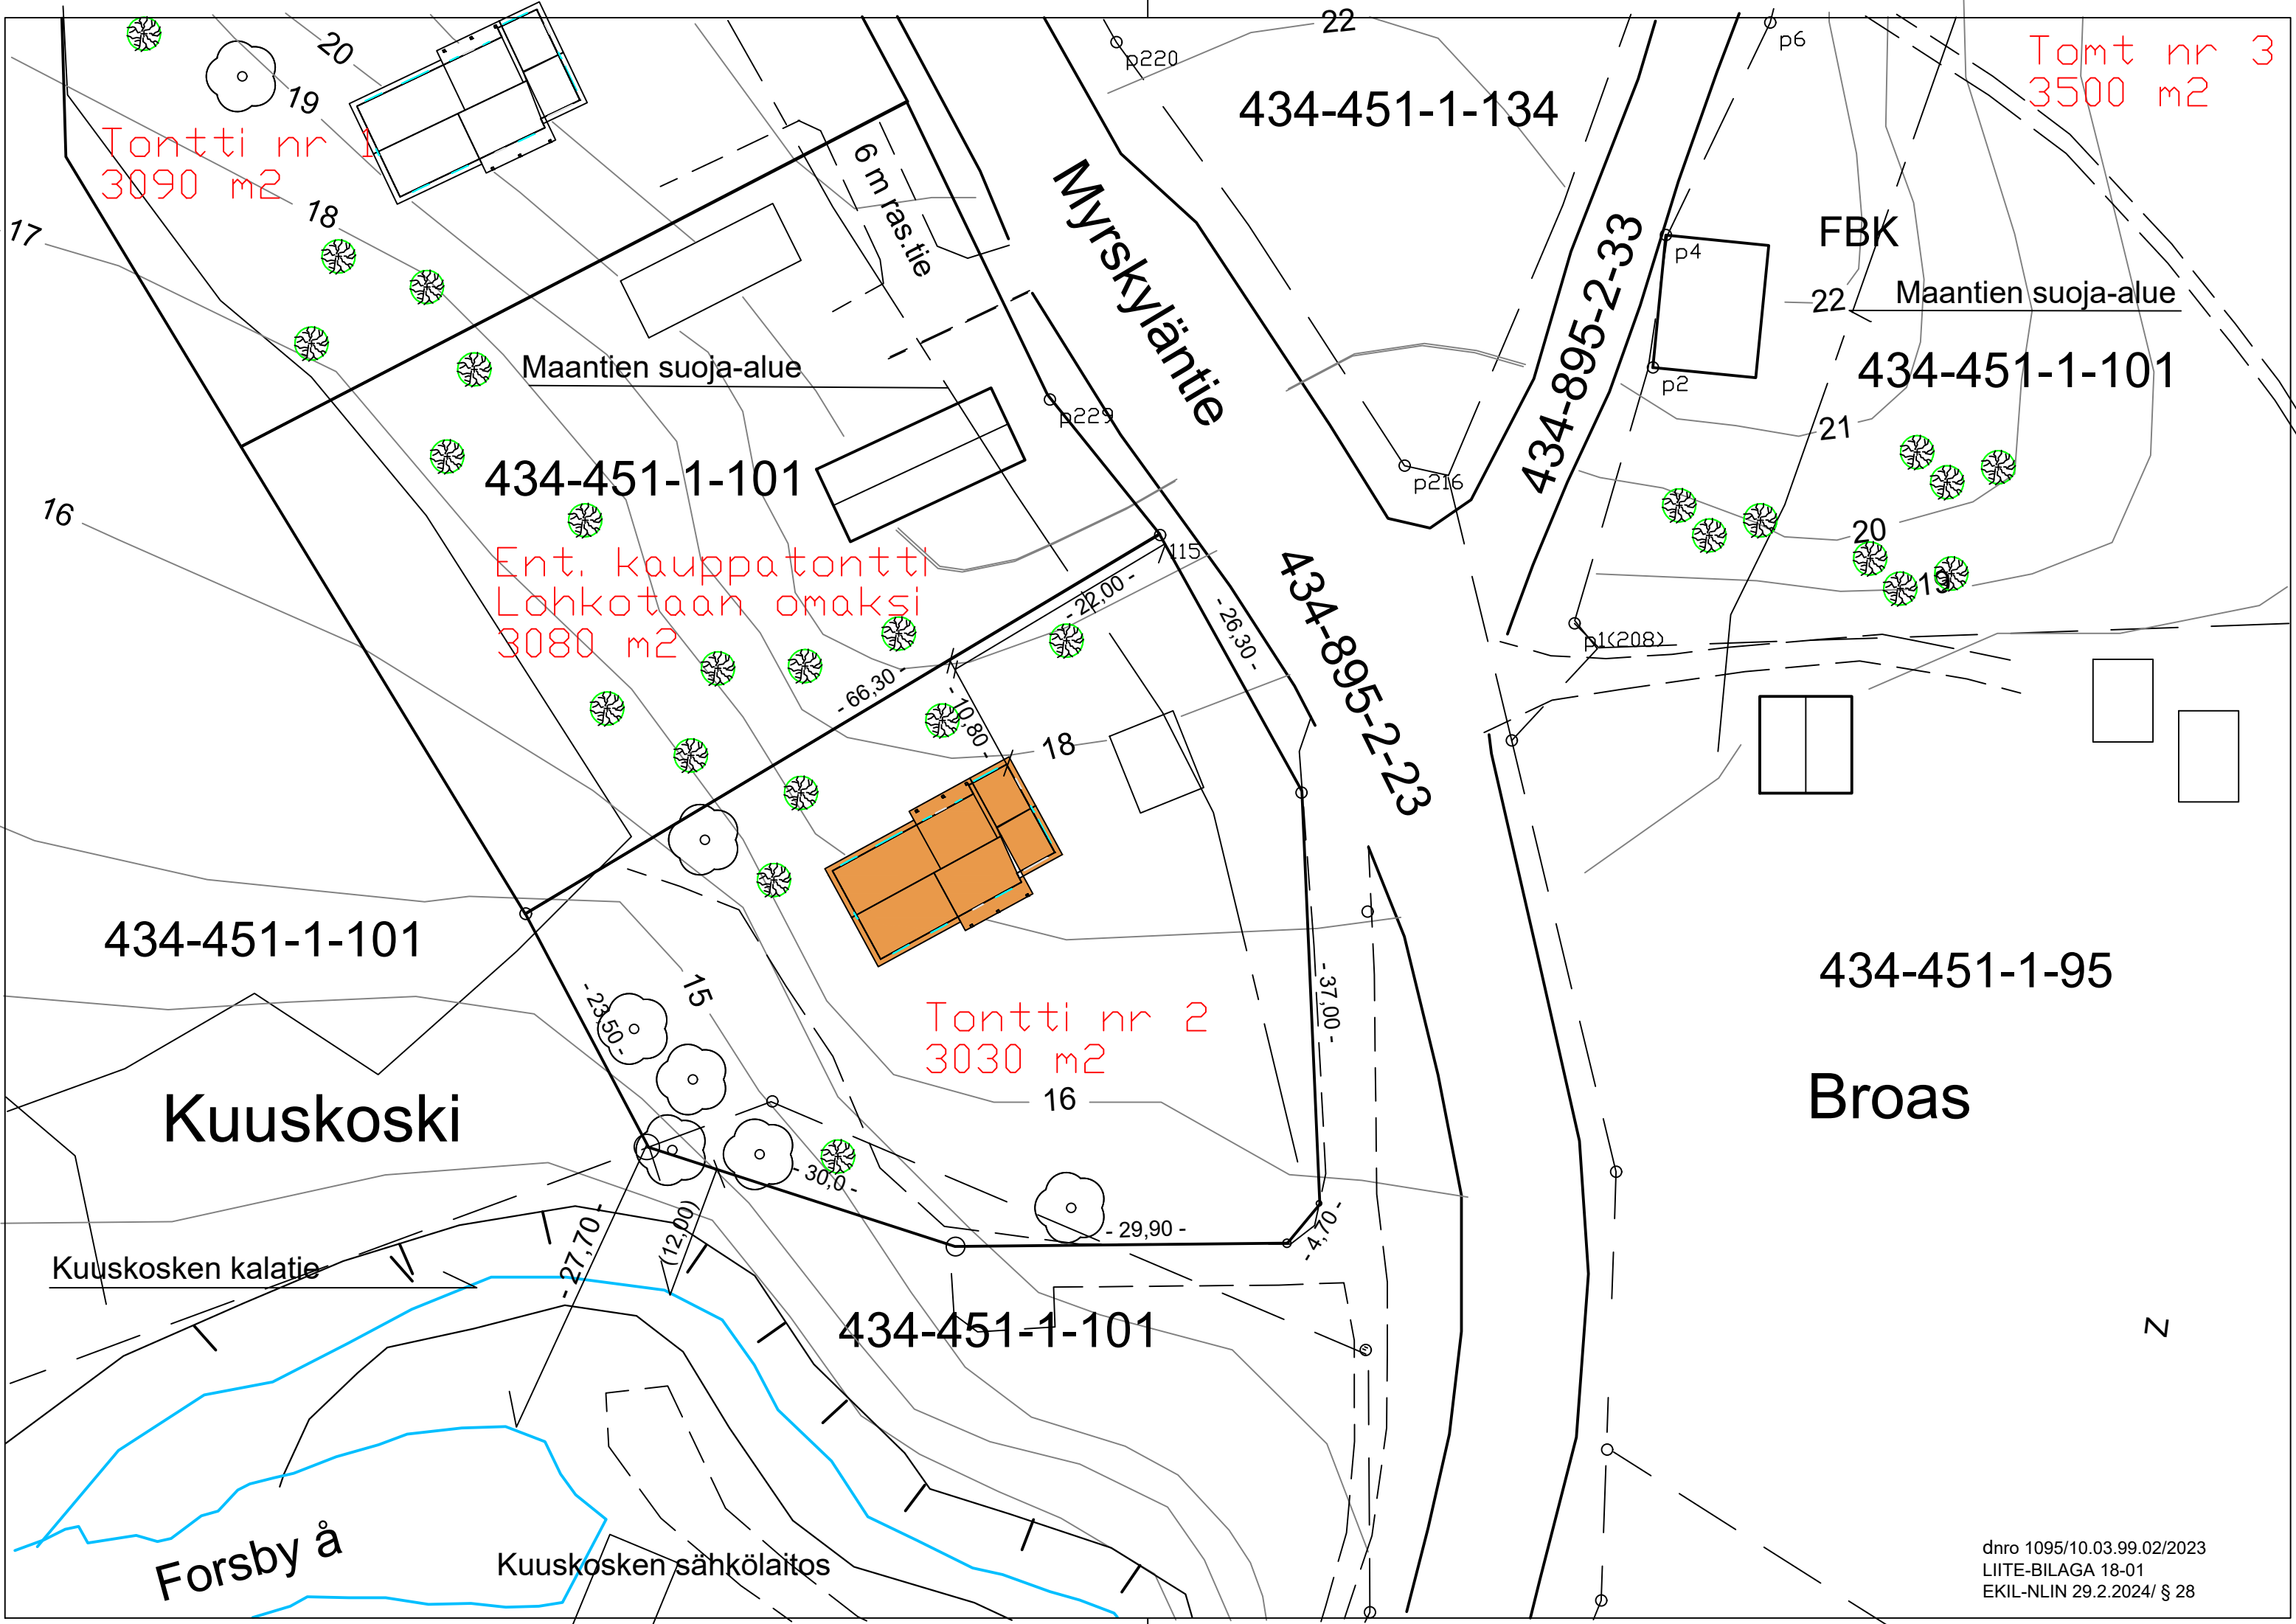 22
p220
p6
Tomt nr 3
3500 m2
20
19
434-451-1-134
Tontti nr 1
3090 m2
18
17
6 m ras.tie
Myrskyläntie
434-895-2-33
FBK
p4
22
Maantien suoja-alue
p2
434-451-1-101
21
Maantien suoja-alue
p229
434-451-1-101
p216
16
20
19
Ent. kauppatontti
Lohkotaan omaksi
3080 m2
115
- 22,00 -
- 26,30 -
434-895-2-23
p1(208)
- 66,30 -
- 10,80 -
18
434-451-1-101
15
- 23,50 -
- 37,00 -
434-451-1-95
Tontti nr 2
3030 m2
16
Kuuskoski
Broas
- 30,0 -
- 27,70 -
(12,00)
- 29,90 -
- 4,70 -
Kuuskosken kalatie
434-451-1-101
N
Forsby å
Kuuskosken sähkölaitos
dnro 1095/10.03.99.02/2023
LIITE-BILAGA 18-01
EKIL-NLIN 29.2.2024/ § 28